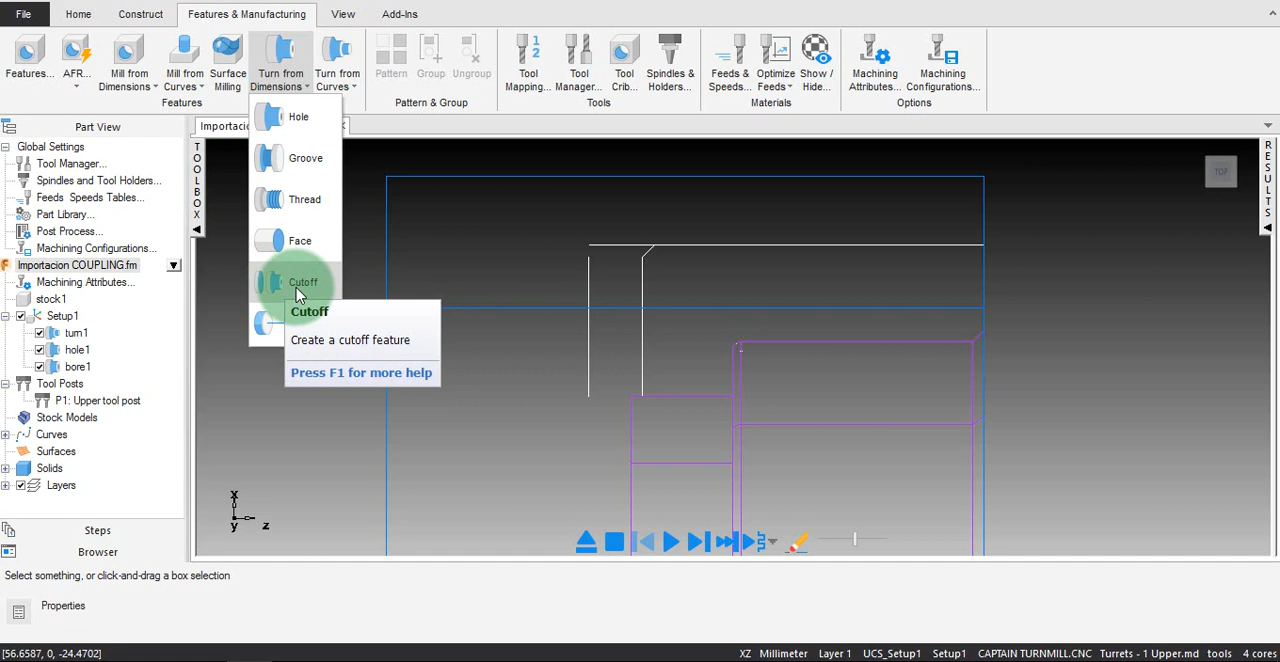 File
Home
Construct
Features & Manufacturing
View
Add-Ins
Features...
AFR...
Mill from
Dimensions
Mill from
Curves
Surface
Milling
Turn from
Dimensions
Turn from
Curves
Pattern
Group
Ungroup
Tool
Mapping...
Tool
Manager...
Tool
Crib...
Spindles &
Holders...
Feeds &
Speeds...
Optimize
Feeds
Show /
Hide...
Machining
Attributes...
Machining
Configurations...
Features
Pattern & Group
Tools
Materials
Options
Part View
Importacio
Global Settings
Tool Manager...
Spindles and Tool Holders...
Feeds Speeds Tables...
Part Library...
Post Process...
Machining Configurations...
Importacion COUPLING.fm
Machining Attributes...
stock1
Setup1
turn1
hole1
bore1
Tool Posts
P1: Upper tool post
Stock Models
Curves
Surfaces
Solids
Layers
Steps
Browser
TOOLBOX
Hole
Groove
Thread
Face
Cutoff
Cutoff
Create a cutoff feature
Press F1 for more help
TOP
RESULTS
x
y
z
Select something, or click-and-drag a box selection
Properties
[56.6587, 0, -24.4702]
XZ Millimeter Layer 1 UCS_Setup1 Setup1 CAPTAIN TURNMILL.CNC Turrets - 1 Upper.md tools 4 cores